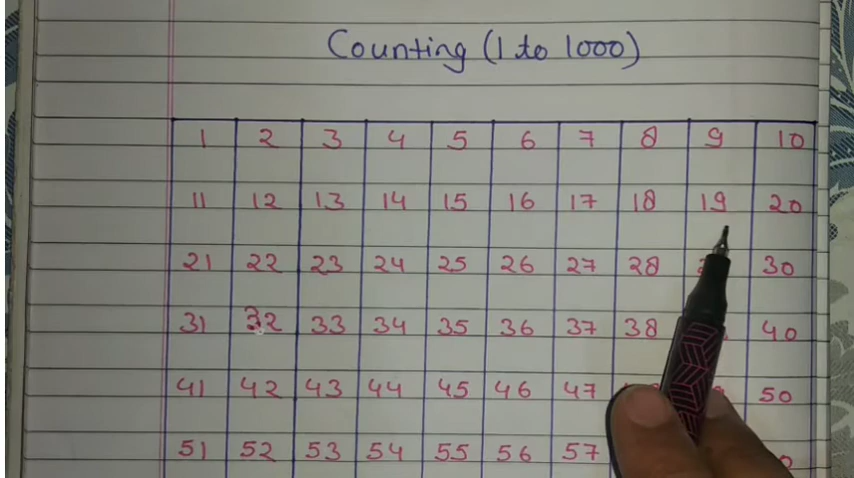 Counting (1 to 1000)
1 2 3 4 5 6 7 8 9 10
11 12 13 14 15 16 17 18 19 20
21 22 23 24 25 26 27 28 30
31 32 33 34 35 36 37 38 40
41 42 43 44 45 46 47 50
51 52 53 54 55 56 57